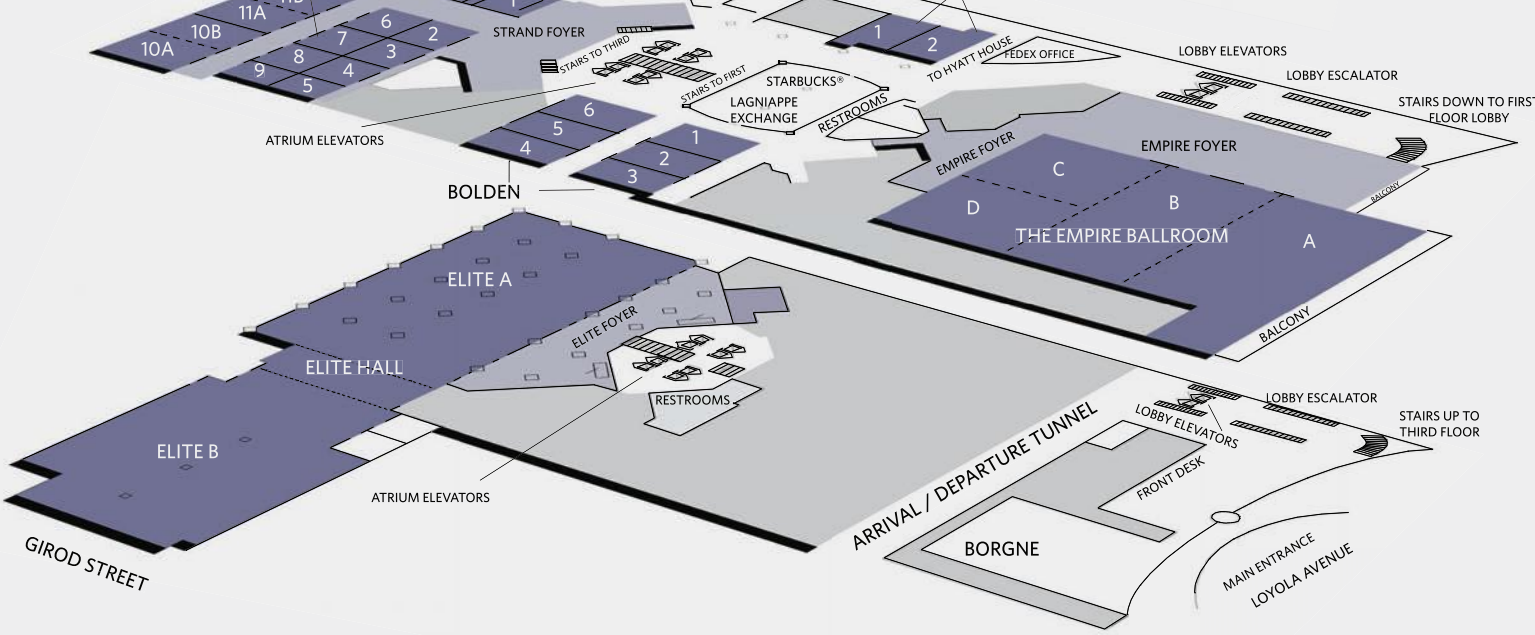 11B
11A
10B
10A
1
6
7
2
8
3
9
4
5
STRAND FOYER
STAIRS TO THIRD
STAIRS TO FIRST
ATRIUM ELEVATORS
6
5
4
1
2
3
BOLDEN
STARBUCKS®
LAGNIAPPE
EXCHANGE
RESTROOMS
1
2
TO HYATT HOUSE
FEDEX OFFICE
LOBBY ELEVATORS
LOBBY ESCALATOR
STAIRS DOWN TO FIRST
FLOOR LOBBY
EMPIRE FOYER
EMPIRE FOYER
BALCONY
C
D
B
A
THE EMPIRE BALLROOM
BALCONY
ELITE A
ELITE FOYER
ELITE HALL
ELITE B
RESTROOMS
ATRIUM ELEVATORS
GIROD STREET
ARRIVAL / DEPARTURE TUNNEL
LOBBY ELEVATORS
LOBBY ESCALATOR
STAIRS UP TO
THIRD FLOOR
FRONT DESK
BORGNE
MAIN ENTRANCE
LOYOLA AVENUE